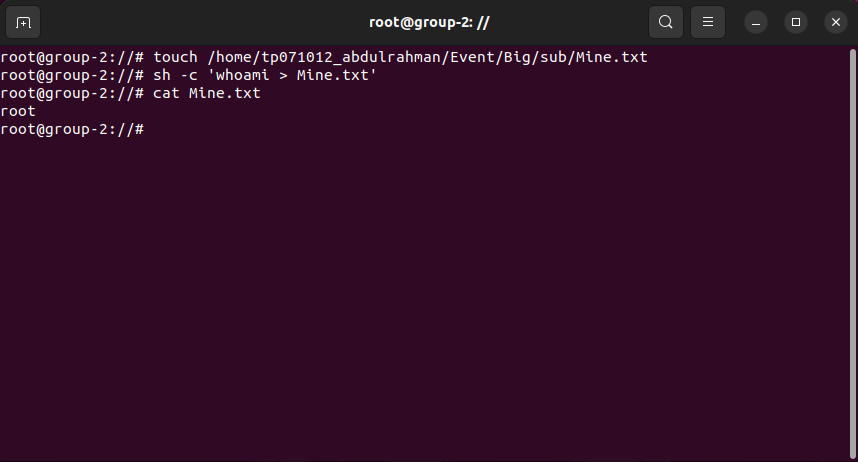 root@group-2: //
root@group-2://# touch /home/tp071012_abdulrahman/Event/Big/sub/Mine.txt
root@group-2://# sh -c 'whoami > Mine.txt'
root@group-2://# cat Mine.txt
root
root@group-2://#